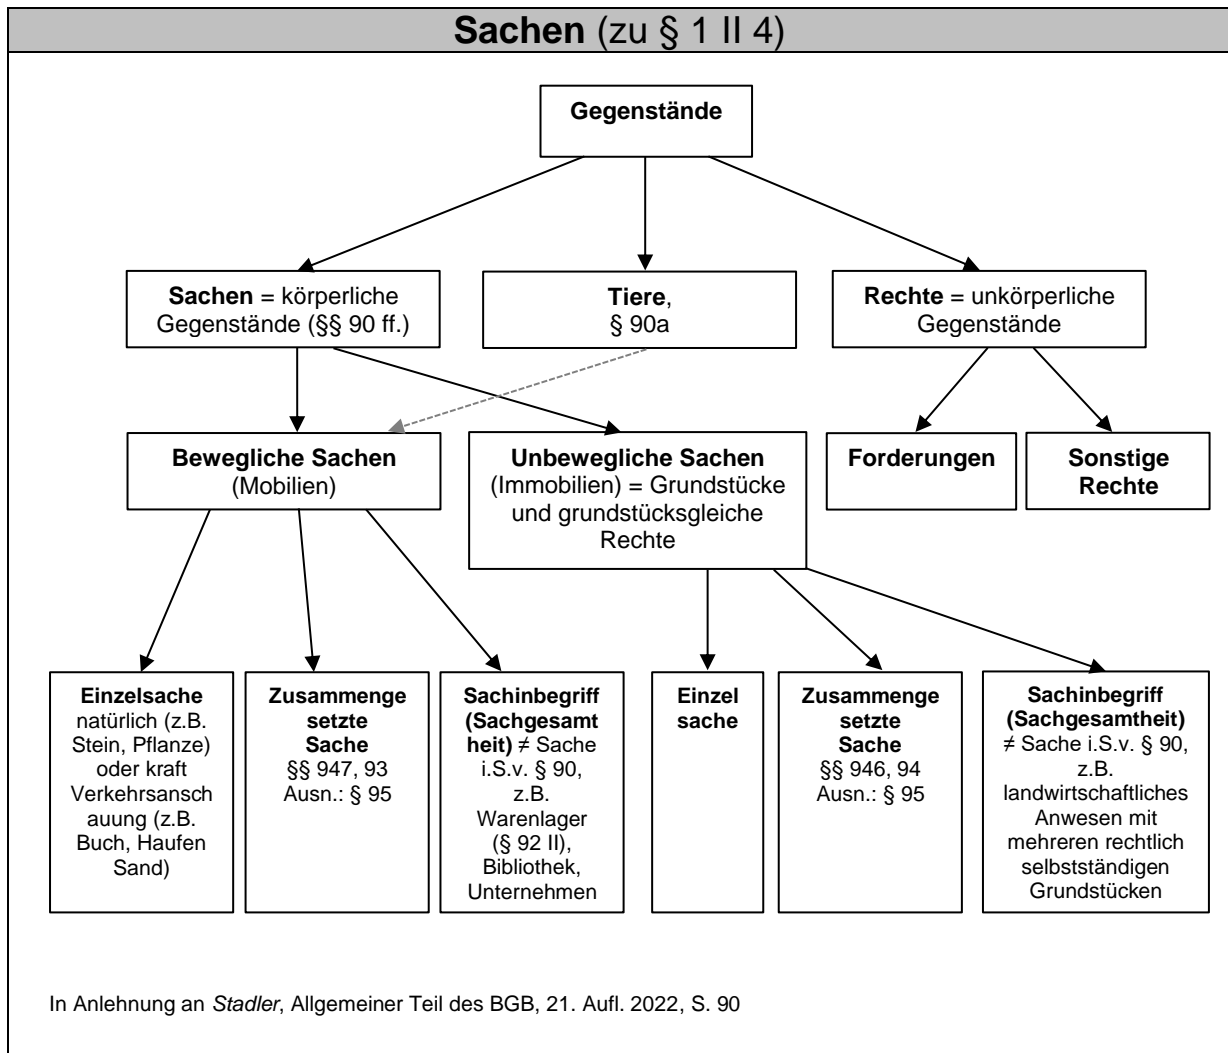 Sachen (zu § 1 II 4)
Gegenstände
Sachen = körperliche
Gegenstände (§§ 90 ff.)
Tiere,
§ 90a
Rechte = unkörperliche
Gegenstände
Bewegliche Sachen
(Mobilien)
Unbewegliche Sachen
(Immobilien) = Grundstücke
und grundstücksgleiche
Rechte
Forderungen
Sonstige
Rechte
Einzelsache
natürlich (z.B.
Stein, Pflanze)
oder kraft
Verkehrsansch
auung (z.B.
Buch, Haufen
Sand)
Zusammenge
setzte
Sache
§§ 947, 93
Ausn.: § 95
Sachinbegriff
(Sachgesamt
heit) ≠ Sache
i.S.v. § 90,
z.B.
Warenlager
(§ 92 II),
Bibliothek,
Unternehmen
Einzel
sache
Zusammenge
setzte
Sache
§§ 946, 94
Ausn.: § 95
Sachinbegriff
(Sachgesamtheit)
≠ Sache i.S.v. § 90,
z.B.
landwirtschaftliches
Anwesen mit
mehreren rechtlich
selbstständigen
Grundstücken
In Anlehnung an Stadler, Allgemeiner Teil des BGB, 21. Aufl. 2022, S. 90